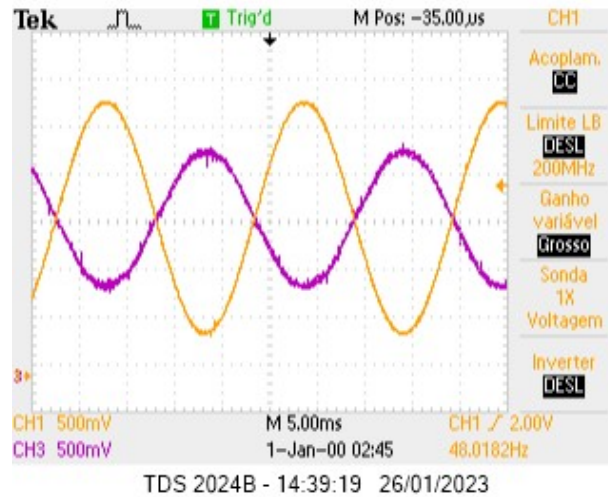 Tek T Trig'd M Pos: -35.00µs CH1
Acoplam.
CC
Limite LB
DESL
200MHz
Ganho
variável
Grosso
Sonda
1X
Voltagem
Inverter
DESL
3
CH1 500mV M 5.00ms CH1 / 2.00V
CH3 500mV 1-Jan-00 02:45 48.0182Hz
TDS 2024B - 14:39:19 26/01/2023